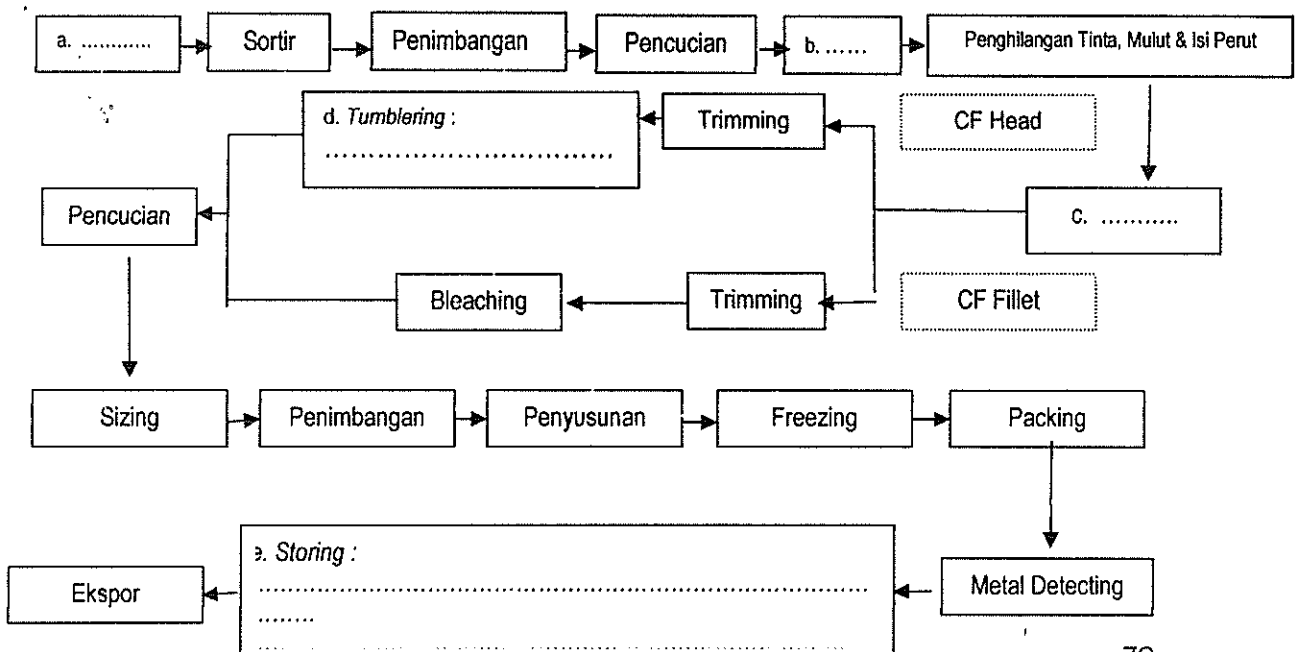 a. ............
Sortir
Penimbangan
Pencucian
b. ......
Penghilangan Tinta, Mulut & Isi Perut
d. Tumblering :
.................................
Trimming
CF Head
Pencucian
c. ...........
Bleaching
Trimming
CF Fillet
Sizing
Penimbangan
Penyusunan
Freezing
Packing
e. Storing :
......................................................................
........
......................................................................
Ekspor
Metal Detecting